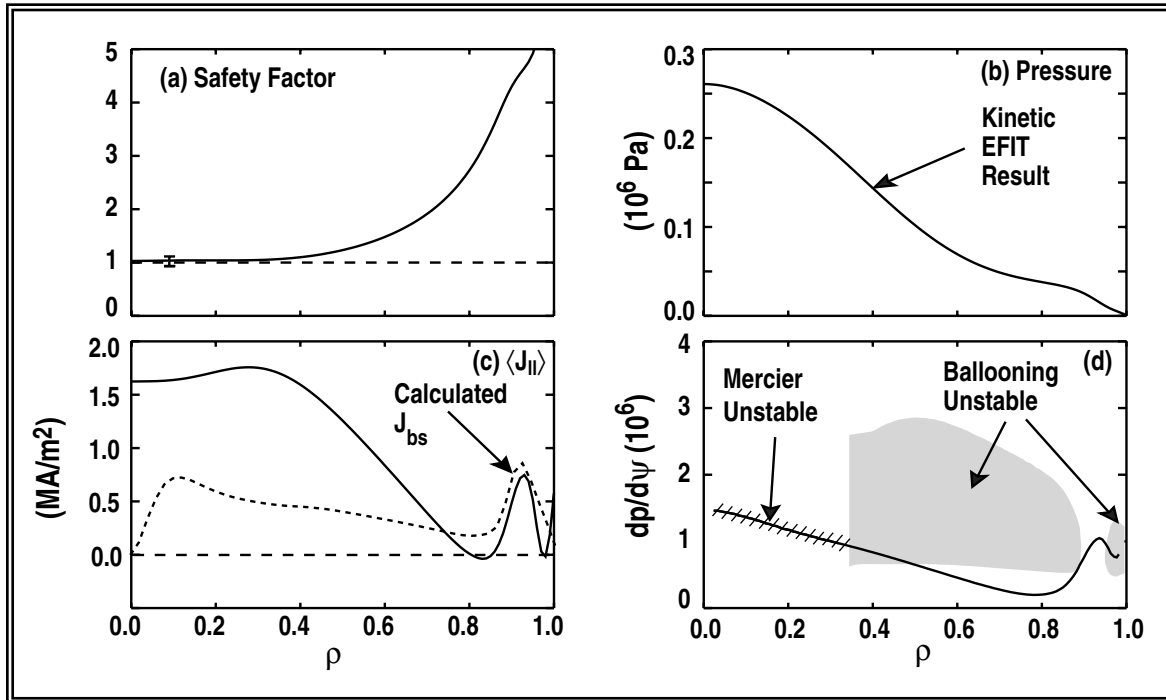 (a) Safety Factor
5
4
3
2
1
0
(b) Pressure
Kinetic
EFIT
Result
(10⁶ Pa)
0.3
0.2
0.1
0.0
(c) ⟨J_II⟩
Calculated
J_bs
(MA/m²)
2.0
1.5
1.0
0.5
0.0
-0.5
0.0 0.2 0.4 0.6 0.8 1.0
ρ
(d)
Mercier
Unstable
Ballooning
Unstable
dp/dψ (10⁶)
4
3
2
1
0
0.0 0.2 0.4 0.6 0.8 1.0
ρ